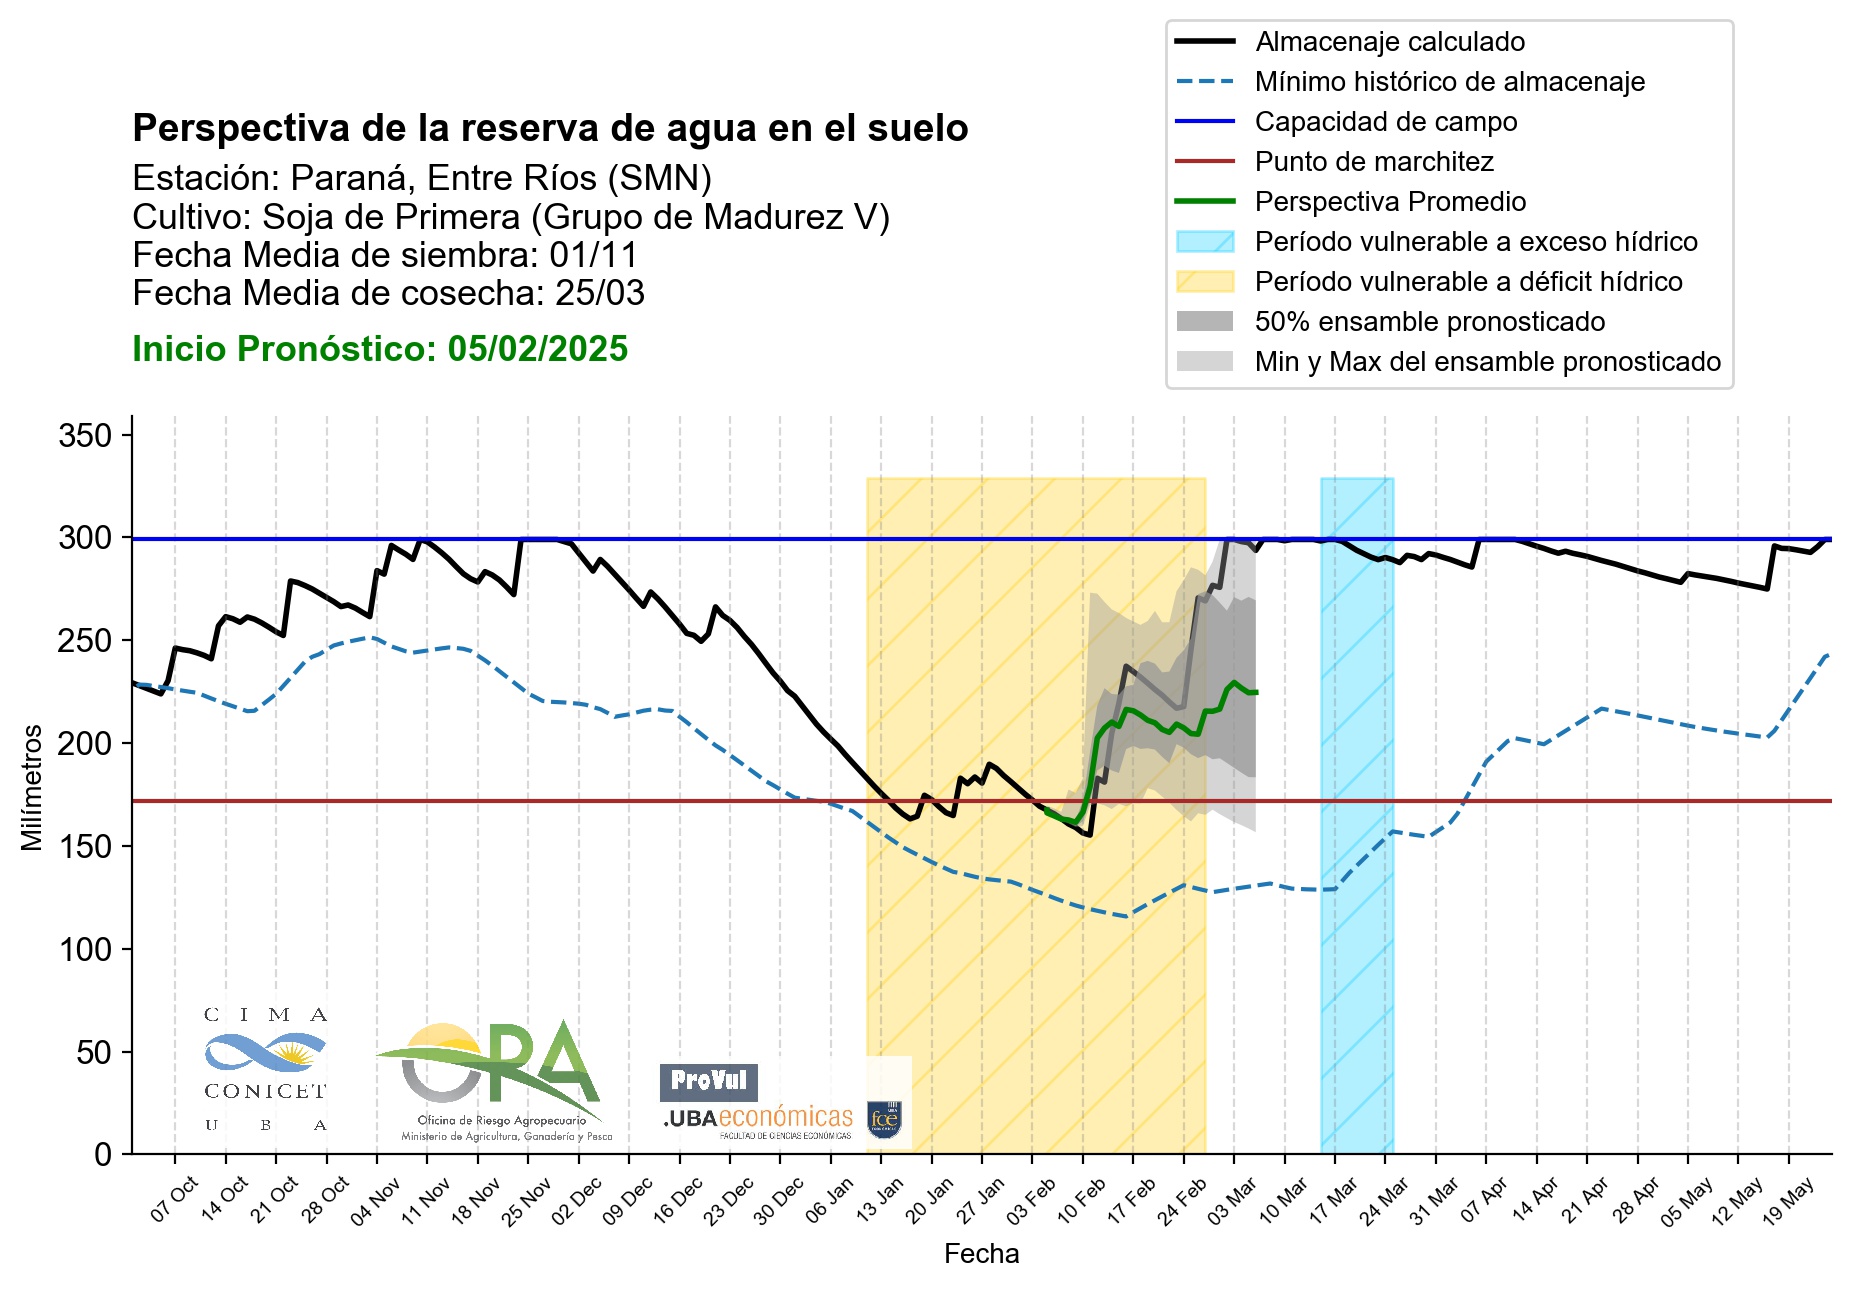 Almacenaje calculado
Mínimo histórico de almacenaje
Capacidad de campo
Punto de marchitez
Perspectiva Promedio
Período vulnerable a exceso hídrico
Período vulnerable a déficit hídrico
50% ensamble pronosticado
Min y Max del ensamble pronosticado
Perspectiva de la reserva de agua en el suelo
Estación: Paraná, Entre Ríos (SMN)
Cultivo: Soja de Primera (Grupo de Madurez V)
Fecha Media de siembra: 01/11
Fecha Media de cosecha: 25/03
Inicio Pronóstico: 05/02/2025
Milímetros
350
300
250
200
150
100
50
0
CIMA
CONICET
UBA
OPA
Oficina de Riesgo Agropecuario
Ministerio de Agricultura, Ganadería y Pesca
ProVul
.UBAeconómicas
FACULTAD DE CIENCIAS ECONÓMICAS
UBA
fce
07 Oct
14 Oct
21 Oct
28 Oct
04 Nov
11 Nov
18 Nov
25 Nov
02 Dec
09 Dec
16 Dec
23 Dec
30 Dec
06 Jan
13 Jan
20 Jan
27 Jan
03 Feb
10 Feb
17 Feb
24 Feb
03 Mar
10 Mar
17 Mar
24 Mar
31 Mar
07 Apr
14 Apr
21 Apr
28 Apr
05 May
12 May
19 May
Fecha